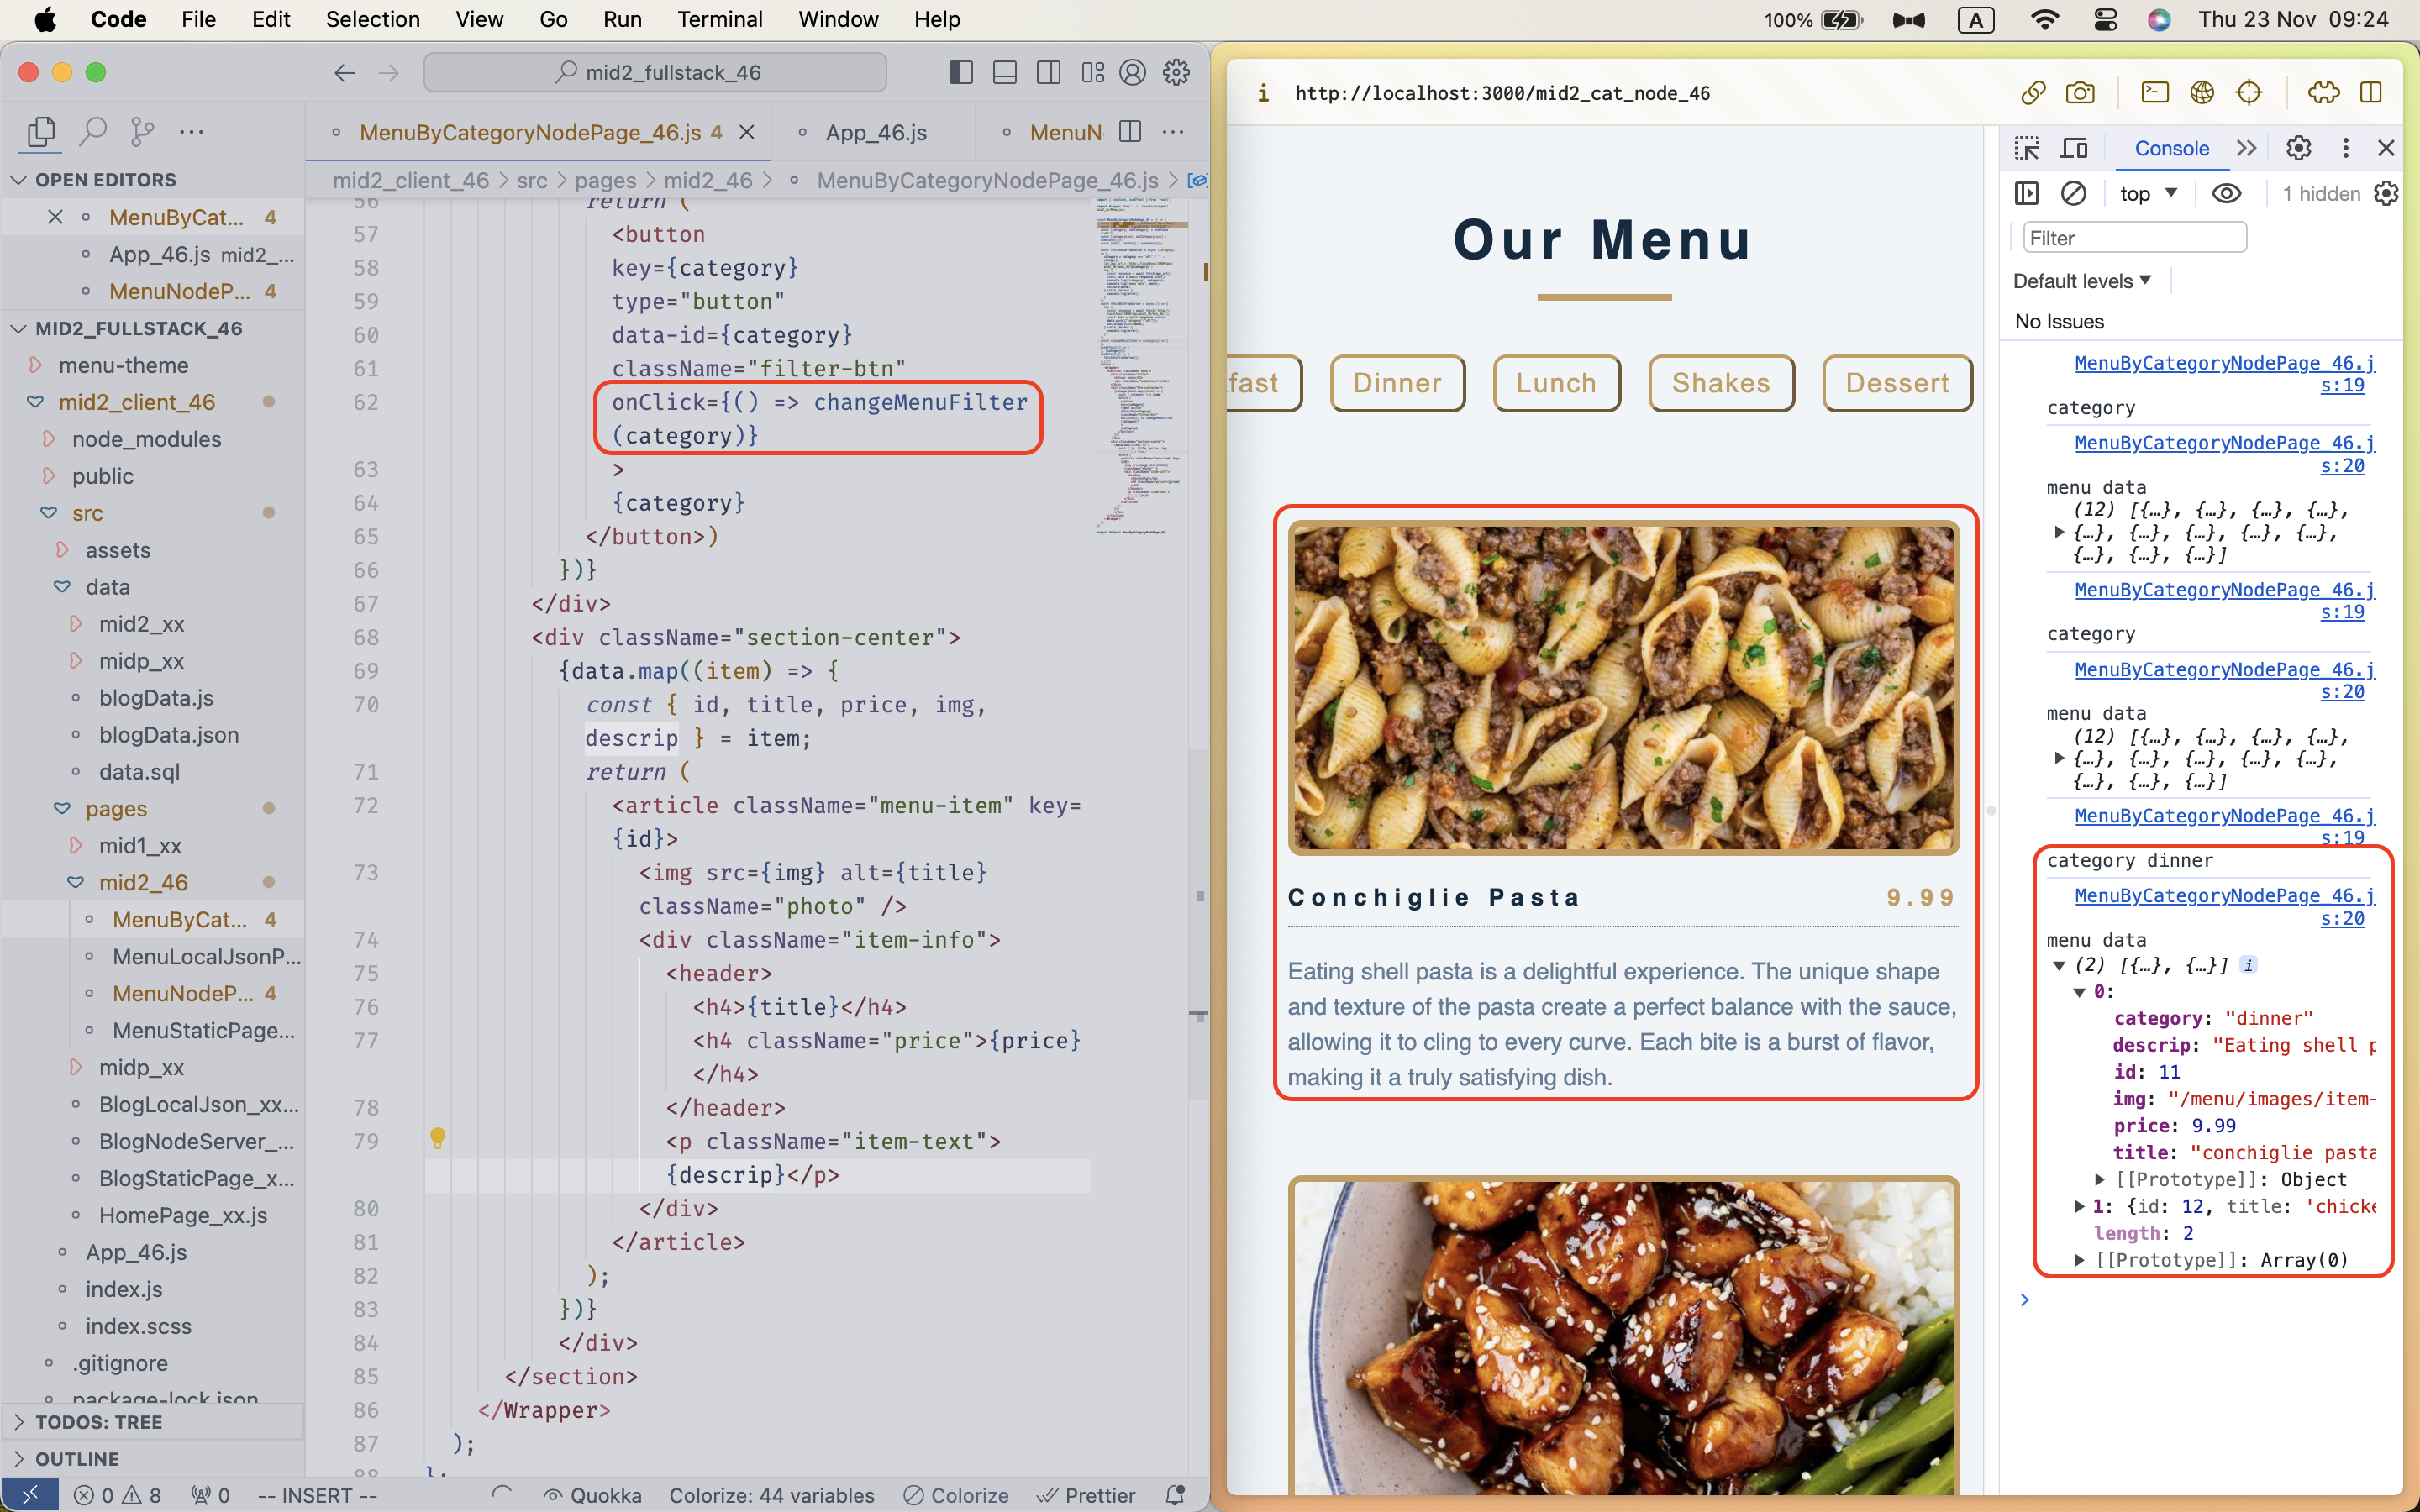 Code File Edit Selection View Go Run Terminal Window Help 100% A Thu 23 Nov 09:24
mid2_fullstack_46
MenuByCategoryNodePage_46.js 4
App_46.js
MenuN
mid2_client_46 > src > pages > mid2_46 > MenuByCategoryNodePage_46.js >
OPEN EDITORS
MenuByCat... 4
App_46.js mid2_...
MenuNodeP... 4
MID2_FULLSTACK_46
menu-theme
mid2_client_46
node_modules
public
src
assets
data
mid2_xx
midp_xx
blogData.js
blogData.json
data.sql
pages
mid1_xx
mid2_46
MenuByCat... 4
MenuLocalJsonP...
MenuNodeP... 4
MenuStaticPage...
midp_xx
BlogLocalJson_xx...
BlogNodeServer_...
BlogStaticPage_x...
HomePage_xx.js
App_46.js
index.js
index.scss
.gitignore
package-lock.json
TODOS: TREE
OUTLINE
56 return (
57 <button
58 key={category}
59 type="button"
60 data-id={category}
61 className="filter-btn"
62 onClick={() => changeMenuFilter
(category)}
63 >
64 {category}
65 </button>)
66 })}
67 </div>
68 <div className="section-center">
69 {data.map((item) => {
70 const { id, title, price, img,
descrip } = item;
71 return (
72 <article className="menu-item" key=
{id}>
73 <img src={img} alt={title}
className="photo" />
74 <div className="item-info">
75 <header>
76 <h4>{title}</h4>
77 <h4 className="price">{price}
</h4>
78 </header>
79 <p className="item-text">
{descrip}</p>
80 </div>
81 </article>
82 );
83 })}
84 </div>
85 </section>
86 </Wrapper>
87 );
88 };
0 8 0 -- INSERT -- Quokka Colorize: 44 variables Colorize Prettier
i http://localhost:3000/mid2_cat_node_46
Our Menu
fast Dinner Lunch Shakes Dessert
Conchiglie Pasta 9.99
Eating shell pasta is a delightful experience. The unique shape
and texture of the pasta create a perfect balance with the sauce,
allowing it to cling to every curve. Each bite is a burst of flavor,
making it a truly satisfying dish.
Console
top 1 hidden
Filter
Default levels
No Issues
MenuByCategoryNodePage_46.j
s:19
category
MenuByCategoryNodePage_46.j
s:20
menu data
(12) [{…}, {…}, {…}, {…},
{…}, {…}, {…}, {…}, {…},
{…}, {…}, {…}]
MenuByCategoryNodePage_46.j
s:19
category
MenuByCategoryNodePage_46.j
s:20
menu data
(12) [{…}, {…}, {…}, {…},
{…}, {…}, {…}, {…}, {…},
{…}, {…}, {…}]
MenuByCategoryNodePage_46.j
s:19
category dinner
MenuByCategoryNodePage_46.j
s:20
menu data
(2) [{…}, {…}] i
0:
category: "dinner"
descrip: "Eating shell p
id: 11
img: "/menu/images/item-
price: 9.99
title: "conchiglie pasta
[[Prototype]]: Object
1: {id: 12, title: 'chicke
length: 2
[[Prototype]]: Array(0)